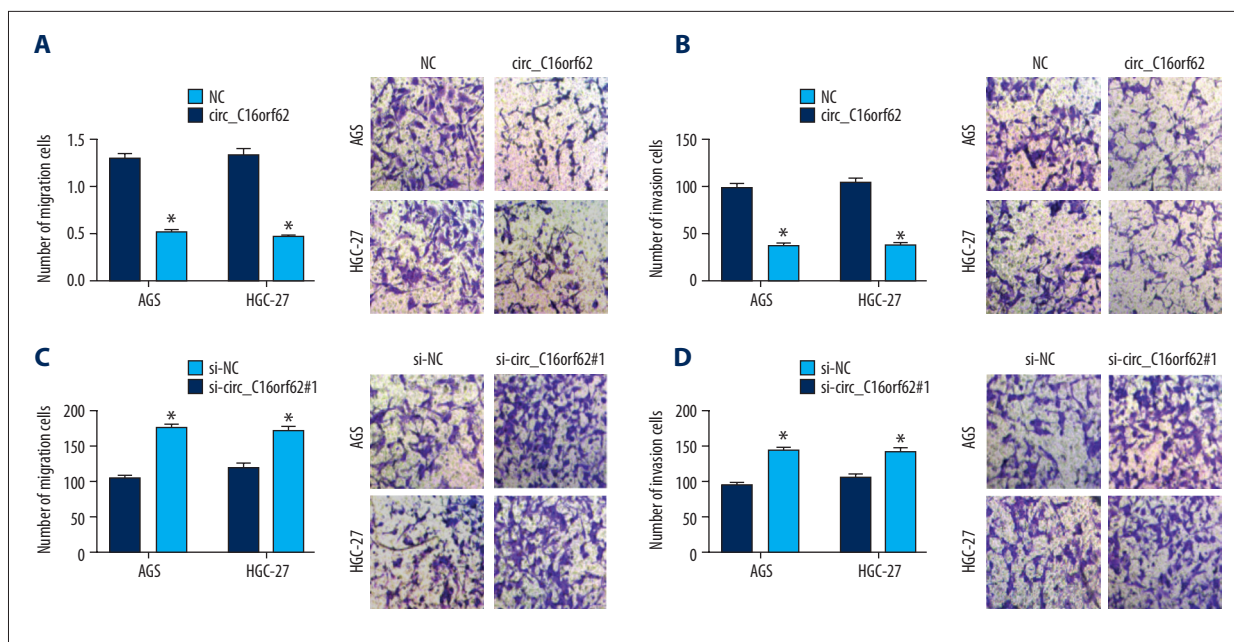 A
NC
circ_C16orf62
NC
circ_C16orf62
Number of migration cells
1.5
1.0
0.5
0.0
*
*
AGS
HGC-27
AGS
HGC-27
B
NC
circ_C16orf62
NC
circ_C16orf62
Number of invasion cells
150
100
50
0
*
*
AGS
HGC-27
AGS
HGC-27
C
si-NC
si-circ_C16orf62#1
si-NC
si-circ_C16orf62#1
Number of migration cells
200
150
100
50
0
*
*
AGS
HGC-27
AGS
HGC-27
D
si-NC
si-circ_C16orf62#1
si-NC
si-circ_C16orf62#1
Number of invasion cells
200
150
100
50
0
*
*
AGS
HGC-27
AGS
HGC-27